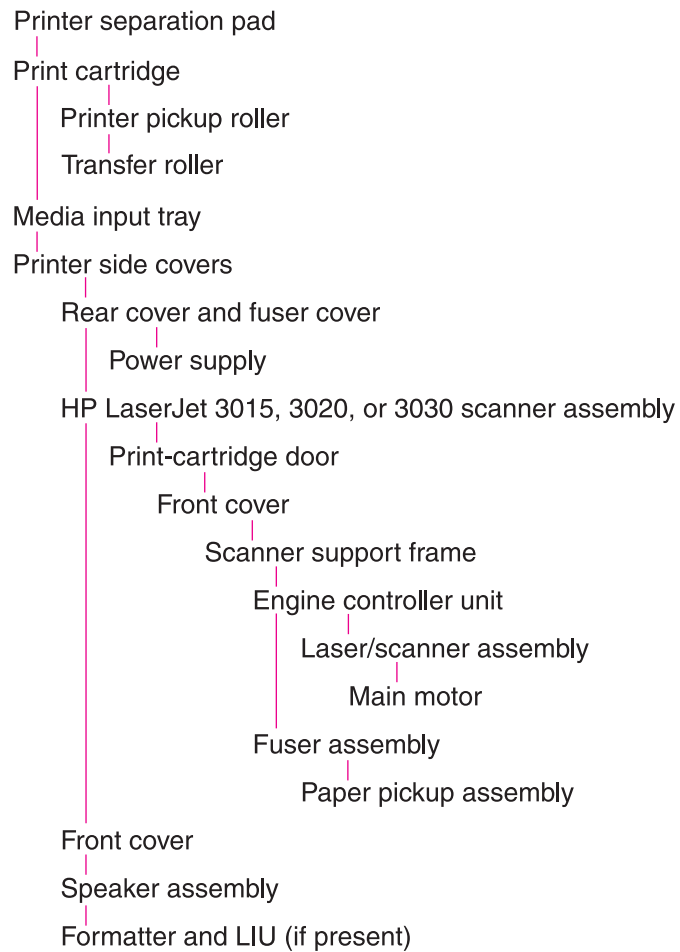 Printer separation pad
Print cartridge
Printer pickup roller
Transfer roller
Media input tray
Printer side covers
Rear cover and fuser cover
Power supply
HP LaserJet 3015, 3020, or 3030 scanner assembly
Print-cartridge door
Front cover
Scanner support frame
Engine controller unit
Laser/scanner assembly
Main motor
Fuser assembly
Paper pickup assembly
Front cover
Speaker assembly
Formatter and LIU (if present)